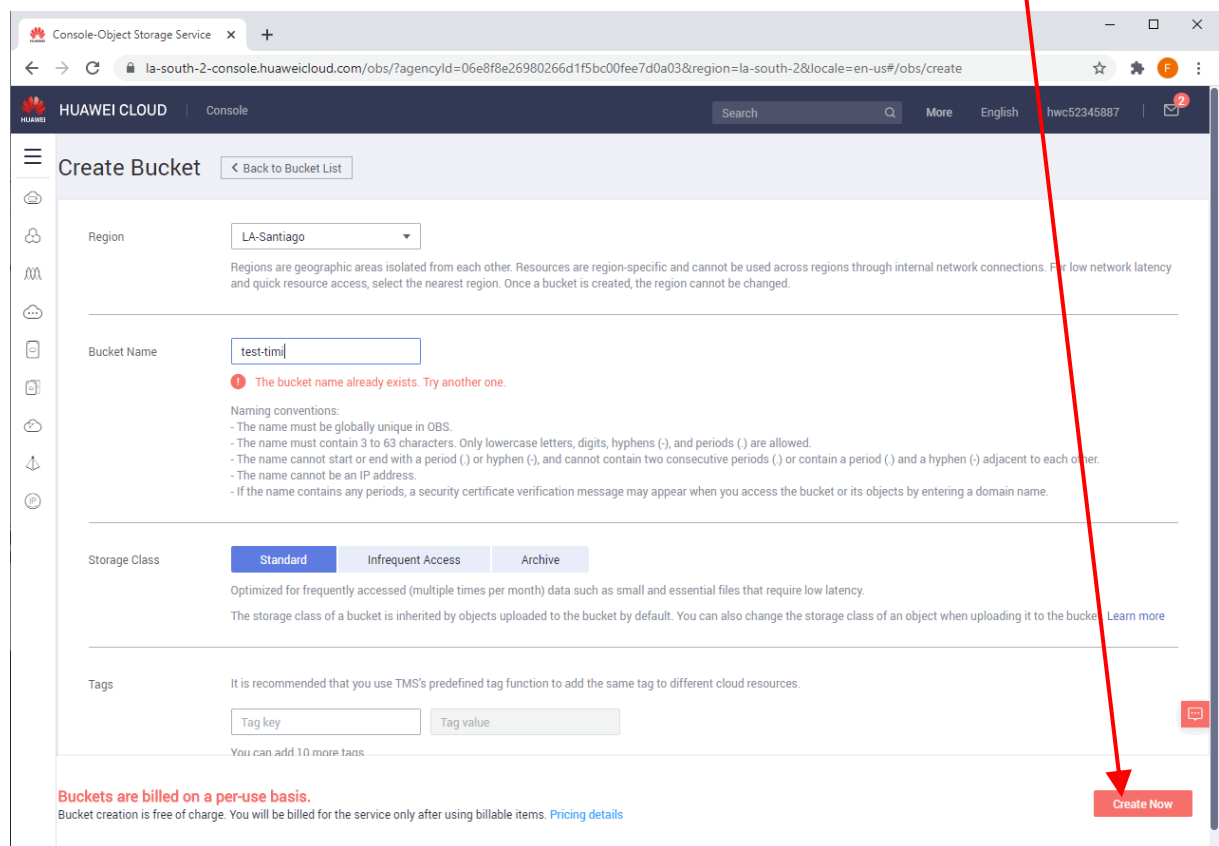 Console-Object Storage Service
la-south-2-console.huaweicloud.com/obs/?agencyId=06e8f8e26980266d1f5bc00fee7d0a03&region=la-south-2&locale=en-us#/obs/create
F
HUAWEI
HUAWEI CLOUD
Console
Search
More
English
hwc52345887
2
Create Bucket
Back to Bucket List
Region
LA-Santiago
Regions are geographic areas isolated from each other. Resources are region-specific and cannot be used across regions through internal network connections. For low network latency
and quick resource access, select the nearest region. Once a bucket is created, the region cannot be changed.
Bucket Name
test-timi
The bucket name already exists. Try another one.
Naming conventions:
- The name must be globally unique in OBS.
- The name must contain 3 to 63 characters. Only lowercase letters, digits, hyphens (-), and periods (.) are allowed.
- The name cannot start or end with a period (.) or hyphen (-), and cannot contain two consecutive periods (.) or contain a period (.) and a hyphen (-) adjacent to each other.
- The name cannot be an IP address.
- If the name contains any periods, a security certificate verification message may appear when you access the bucket or its objects by entering a domain name.
Storage Class
Standard
Infrequent Access
Archive
Optimized for frequently accessed (multiple times per month) data such as small and essential files that require low latency.
The storage class of a bucket is inherited by objects uploaded to the bucket by default. You can also change the storage class of an object when uploading it to the bucket. Learn more
Tags
It is recommended that you use TMS's predefined tag function to add the same tag to different cloud resources.
Tag key
Tag value
You can add 10 more tags
Buckets are billed on a per-use basis.
Bucket creation is free of charge. You will be billed for the service only after using billable items. Pricing details
Create Now
IP